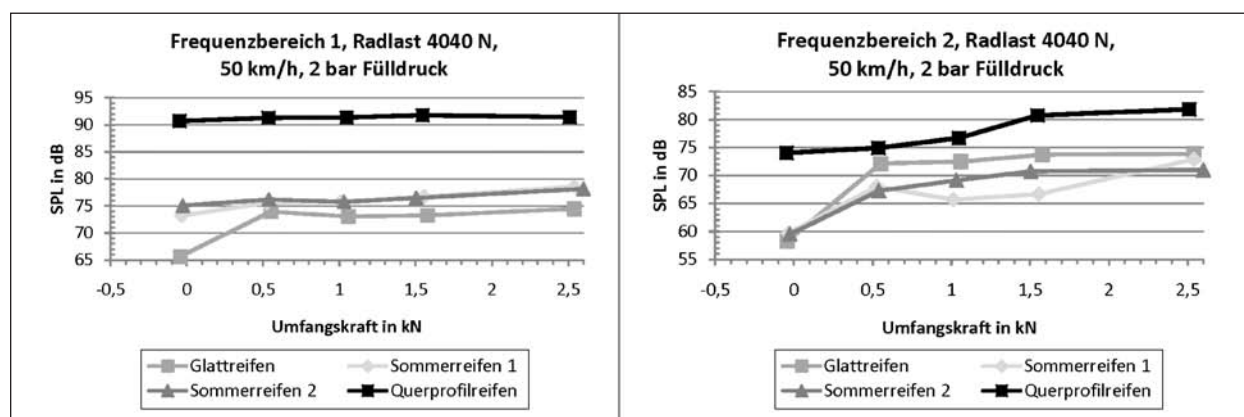 Frequenzbereich 1, Radlast 4040 N,
50 km/h, 2 bar Fülldruck
SPL in dB
95
90
85
80
75
70
65
-0,5 0 0,5 1 1,5 2 2,5
Umfangskraft in kN
Glattreifen Sommerreifen 1
Sommerreifen 2 Querprofilreifen
Frequenzbereich 2, Radlast 4040 N,
50 km/h, 2 bar Fülldruck
SPL in dB
85
80
75
70
65
60
55
-0,5 0 0,5 1 1,5 2 2,5
Umfangskraft in kN
Glattreifen Sommerreifen 1
Sommerreifen 2 Querprofilreifen